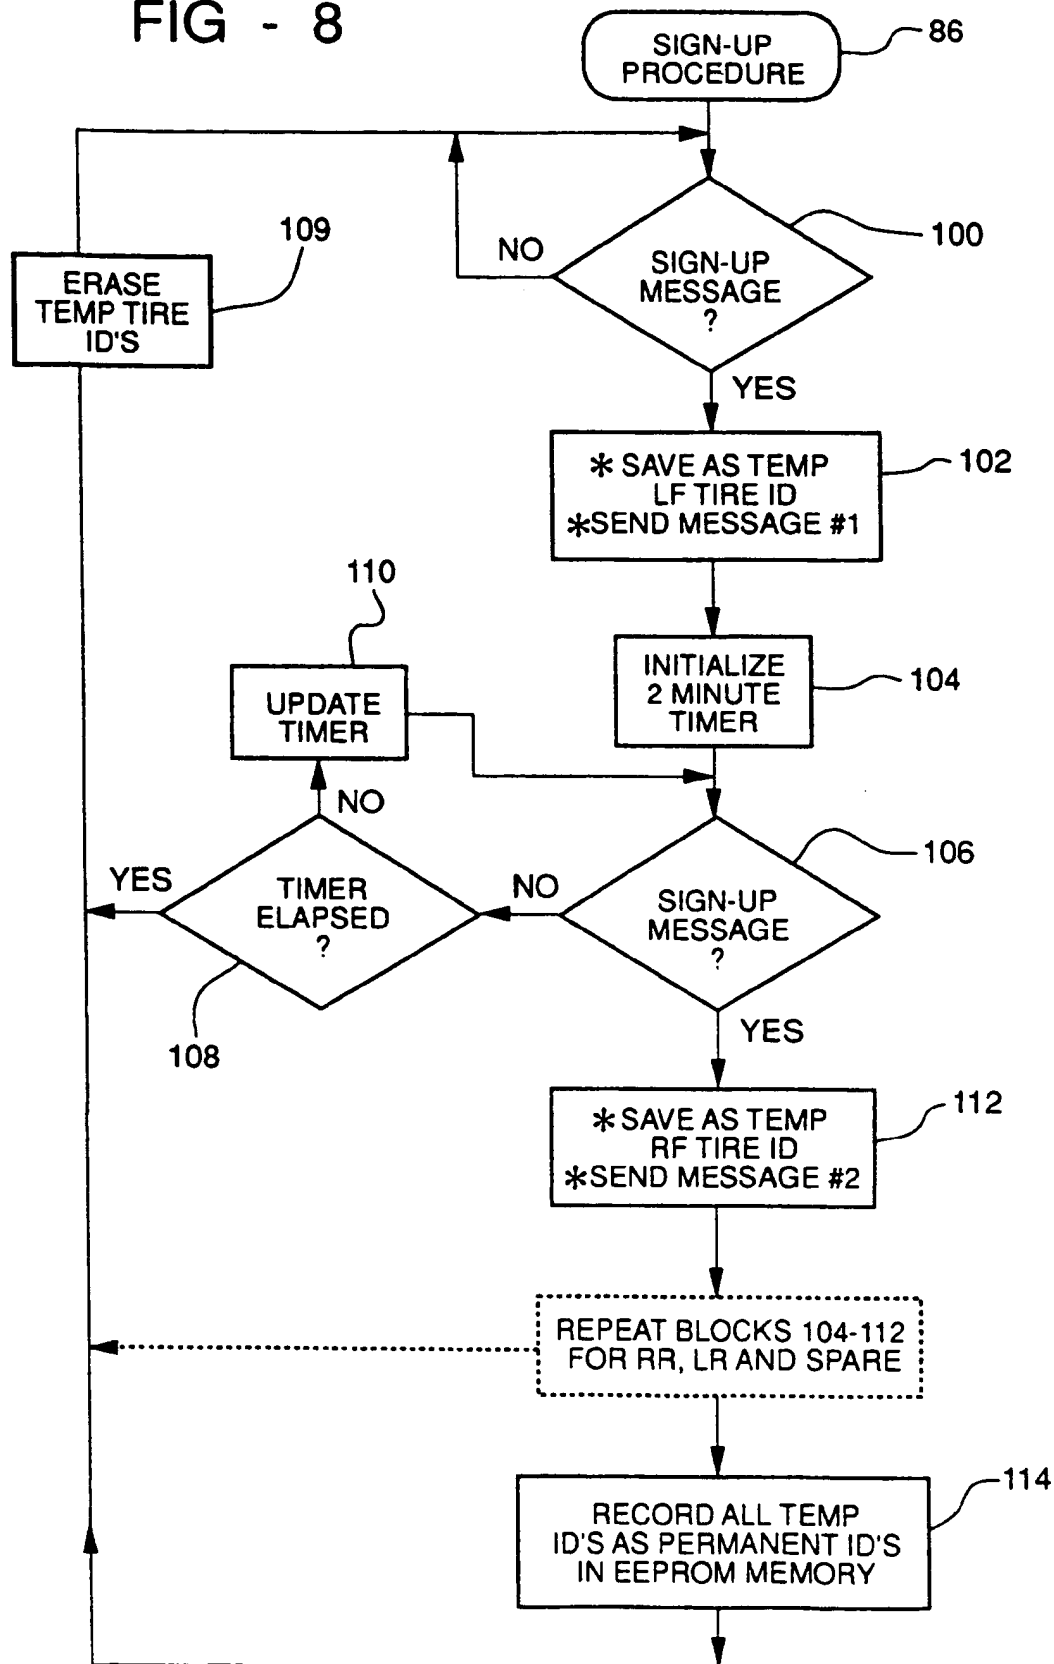 FIG - 8
SIGN-UP
PROCEDURE
86
109
ERASE
TEMP TIRE
ID'S
NO
SIGN-UP
MESSAGE
?
100
YES
* SAVE AS TEMP
LF TIRE ID
*SEND MESSAGE #1
102
110
UPDATE
TIMER
INITIALIZE
2 MINUTE
TIMER
104
NO
YES
TIMER
ELAPSED
?
108
NO
SIGN-UP
MESSAGE
?
106
YES
* SAVE AS TEMP
RF TIRE ID
*SEND MESSAGE #2
112
REPEAT BLOCKS 104-112
FOR RR, LR AND SPARE
RECORD ALL TEMP
ID'S AS PERMANENT ID'S
IN EEPROM MEMORY
114